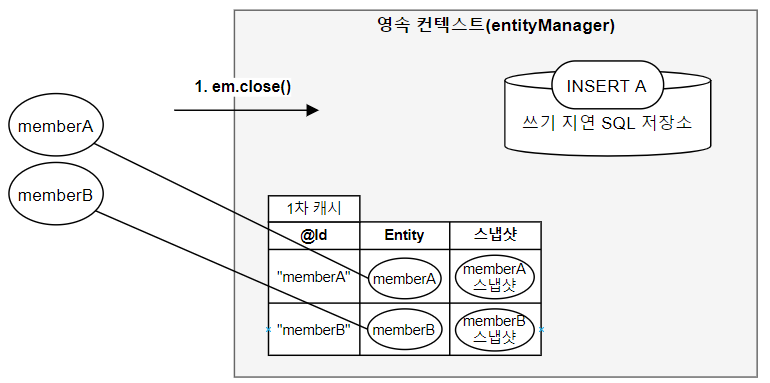 영속 컨텍스트(entityManager)
1. em.close()
INSERT A
쓰기 지연 SQL 저장소
memberA
memberB
1차 캐시
@Id Entity 스냅샷
"memberA" memberA memberA
스냅샷
"memberB" memberB memberB
스냅샷